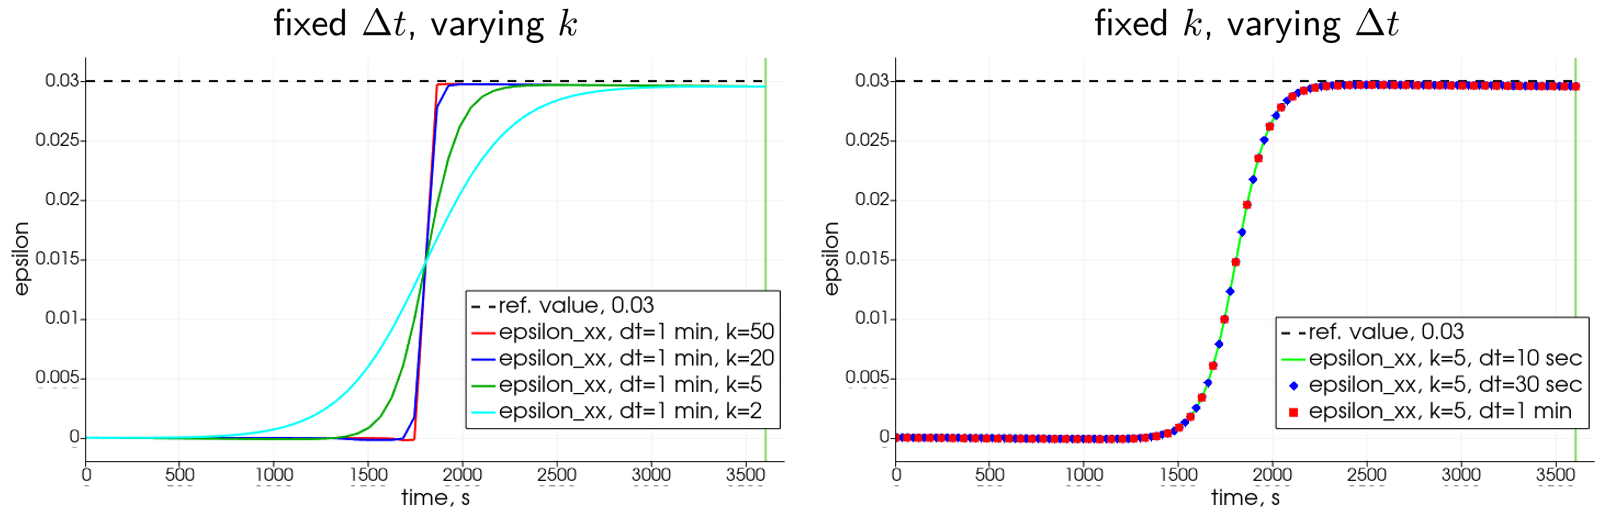 fixed Δt, varying k
0.03
0.025
0.02
0.015
0.01
0.005
0
epsilon
ref. value, 0.03
epsilon_xx, dt=1 min, k=50
epsilon_xx, dt=1 min, k=20
epsilon_xx, dt=1 min, k=5
epsilon_xx, dt=1 min, k=2
0 500 1000 1500 2000 2500 3000 3500
time, s
fixed k, varying Δt
0.03
0.025
0.02
0.015
0.01
0.005
0
epsilon
ref. value, 0.03
epsilon_xx, k=5, dt=10 sec
epsilon_xx, k=5, dt=30 sec
epsilon_xx, k=5, dt=1 min
0 500 1000 1500 2000 2500 3000 3500
time, s